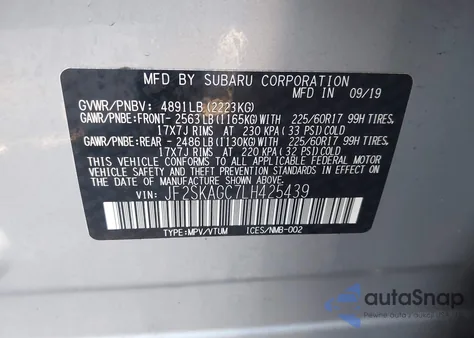 MFD BY SUBARU CORPORATION
GVWR/PNBV: 4891LB(2223KG) 09/19
GAWR/PNBE:FRONT- 2563LB(1165KG)WITH 225/60R17 99H TIRES,
17X7J RIMS AT 230 KPA(33 PSI)COLD
GAWR/PNBE:REAR - 2486LB(1130KG)WITH 225/60R17 99H TIRES,
17X7J RIMS AT 220 KPA(32 PSI)COLD
THIS VEHICLE CONFORMS TO ALL APPLICABLE FEDERAL MOTOR
VEHICLE SAFETY AND THEFT PREVENTION STANDARDS IN EFFECT
ON THE DATE OF MANUFACTURE SHOWN ABOVE.
VIN: JF2SKAGC7LH425439
TYPE:MPV/VTUM ICES/NMB-002
autoSnap